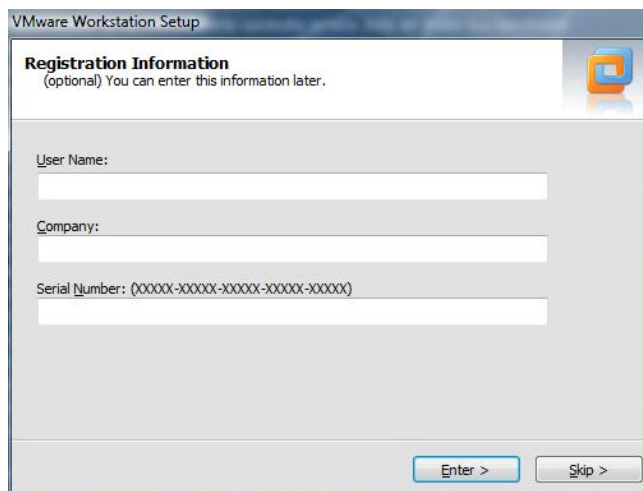 VMware Workstation Setup
Registration Information
(optional) You can enter this information later.
User Name:
Company:
Serial Number: (XXXXX-XXXXX-XXXXX-XXXXX-XXXXX)
Enter >
Skip >